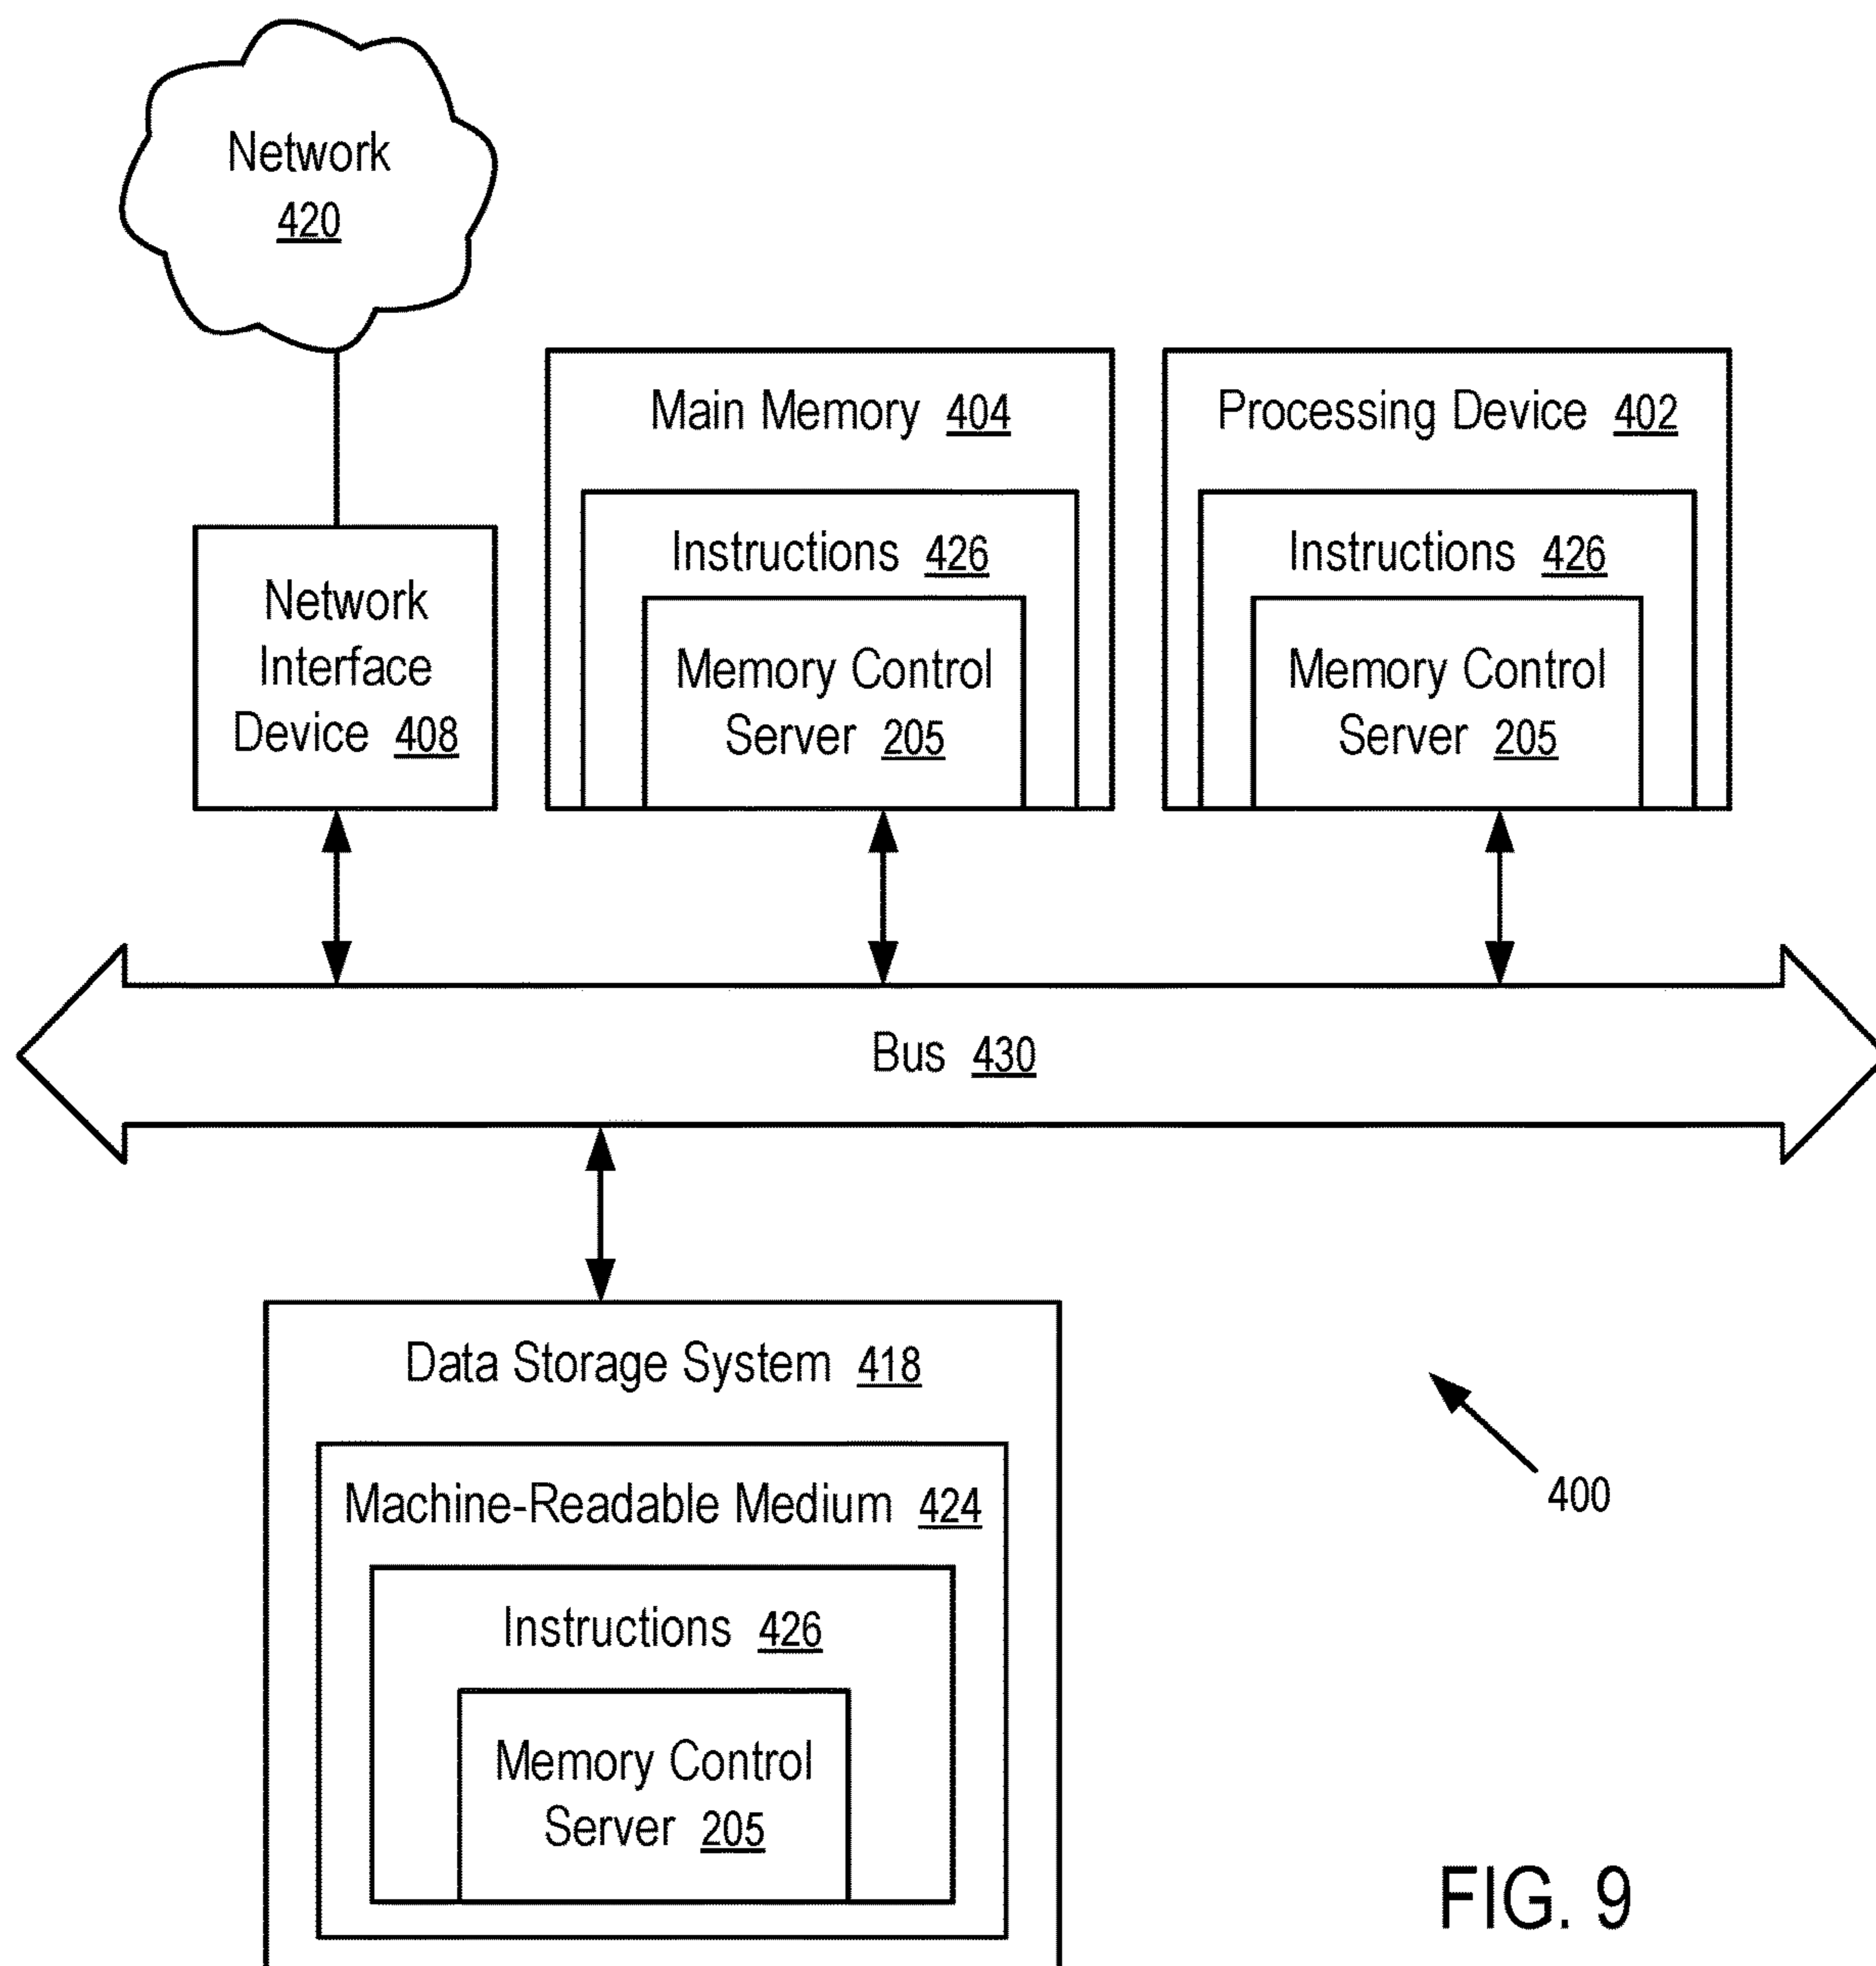 Network
420
Main Memory 404
Instructions 426
Memory Control
Server 205
Processing Device 402
Instructions 426
Memory Control
Server 205
Network
Interface
Device 408
Bus 430
Data Storage System 418
Machine-Readable Medium 424
Instructions 426
Memory Control
Server 205
400
FIG. 9